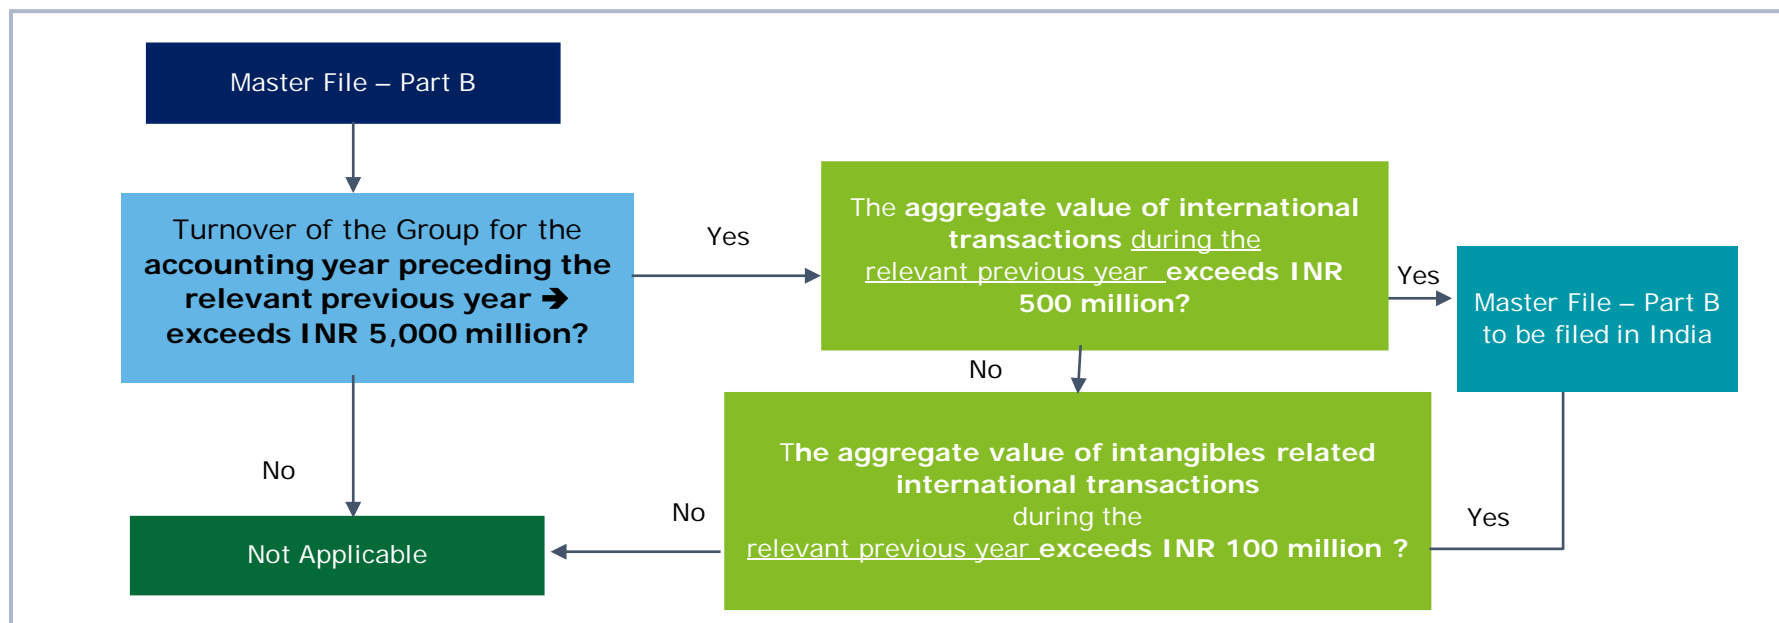 Master File – Part B
Turnover of the Group for the
accounting year preceding the
relevant previous year ➔
exceeds INR 5,000 million?
Yes
The aggregate value of international
transactions during the
relevant previous year exceeds INR
500 million?
Yes
Master File – Part B
to be filed in India
No
The aggregate value of intangibles related
international transactions
during the
relevant previous year exceeds INR 100 million ?
Yes
No
No
Not Applicable